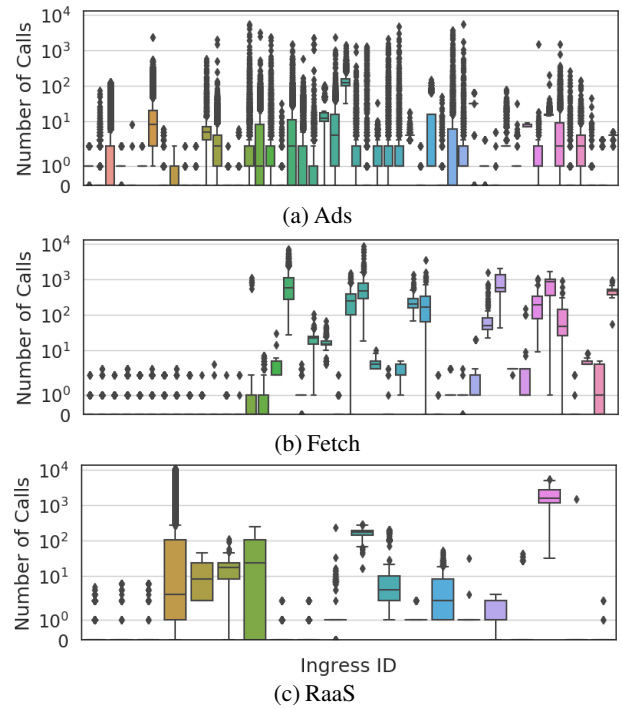 Number of Calls
10⁴
10³
10²
10¹
10⁰
0
(a) Ads
Number of Calls
10⁴
10³
10²
10¹
10⁰
0
(b) Fetch
Number of Calls
10⁴
10³
10²
10¹
10⁰
0
Ingress ID
(c) RaaS